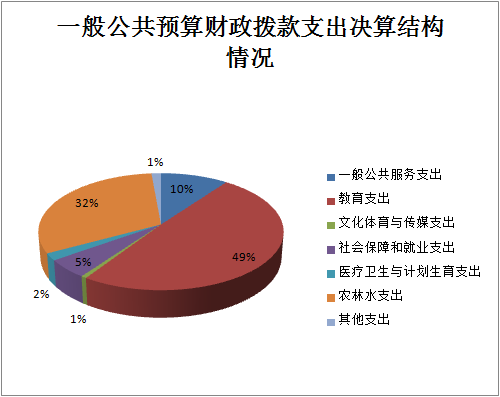 一般公共预算财政拨款支出决算结构
情况
1%
10%
32%
49%
5%
2%
1%
一般公共服务支出
教育支出
文化体育与传媒支出
社会保障和就业支出
医疗卫生与计划生育支出
农林水支出
其他支出